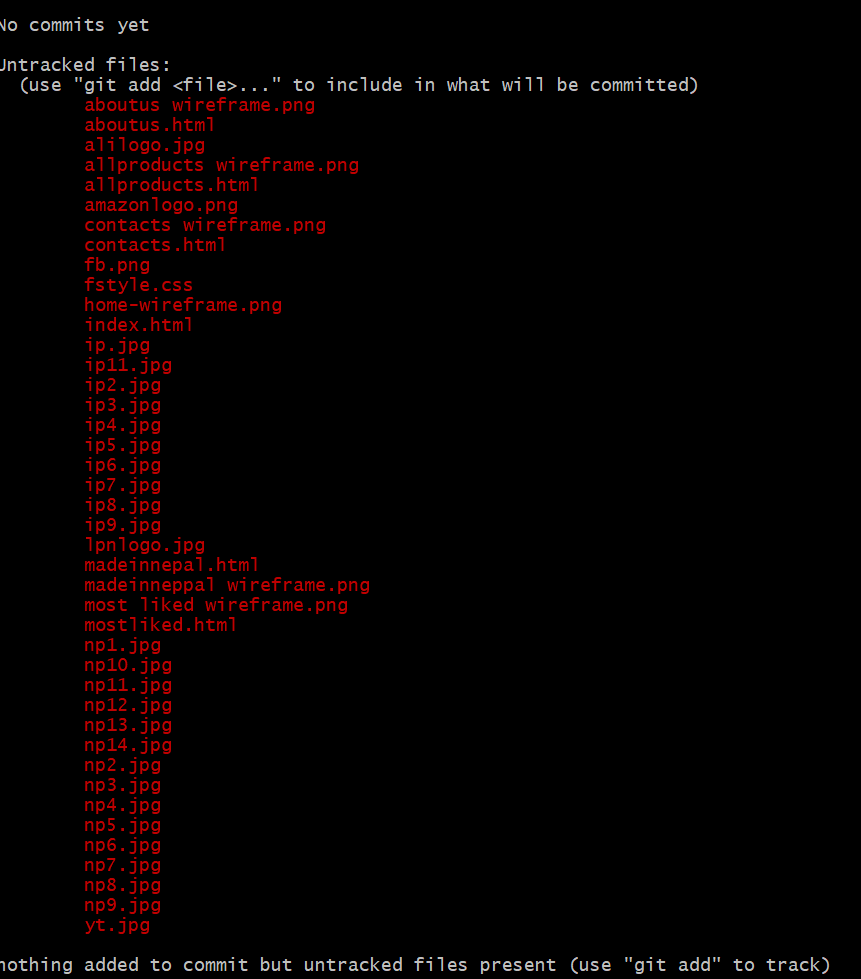 No commits yet
Untracked files:
(use "git add <file>..." to include in what will be committed)
aboutus wireframe.png
aboutus.html
alilogo.jpg
allproducts wireframe.png
allproducts.html
amazonlogo.png
contacts wireframe.png
contacts.html
fb.png
fstyle.css
home-wireframe.png
index.html
ip.jpg
ip11.jpg
ip2.jpg
ip3.jpg
ip4.jpg
ip5.jpg
ip6.jpg
ip7.jpg
ip8.jpg
ip9.jpg
lpnlogo.jpg
madeinnepal.html
madeinneppal wireframe.png
most liked wireframe.png
mostliked.html
np1.jpg
np10.jpg
np11.jpg
np12.jpg
np13.jpg
np14.jpg
np2.jpg
np3.jpg
np4.jpg
np5.jpg
np6.jpg
np7.jpg
np8.jpg
np9.jpg
yt.jpg
nothing added to commit but untracked files present (use "git add" to track)